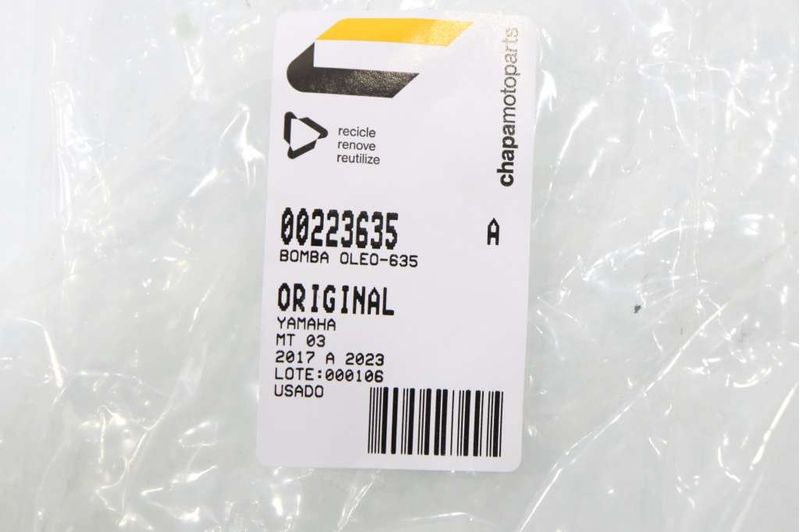 chapamotoparts
recicle
renove
reutilize
00223635 A
BOMBA OLEO-635
ORIGINAL
YAMAHA
MT 03
2017 A 2023
LOTE:000106
USADO